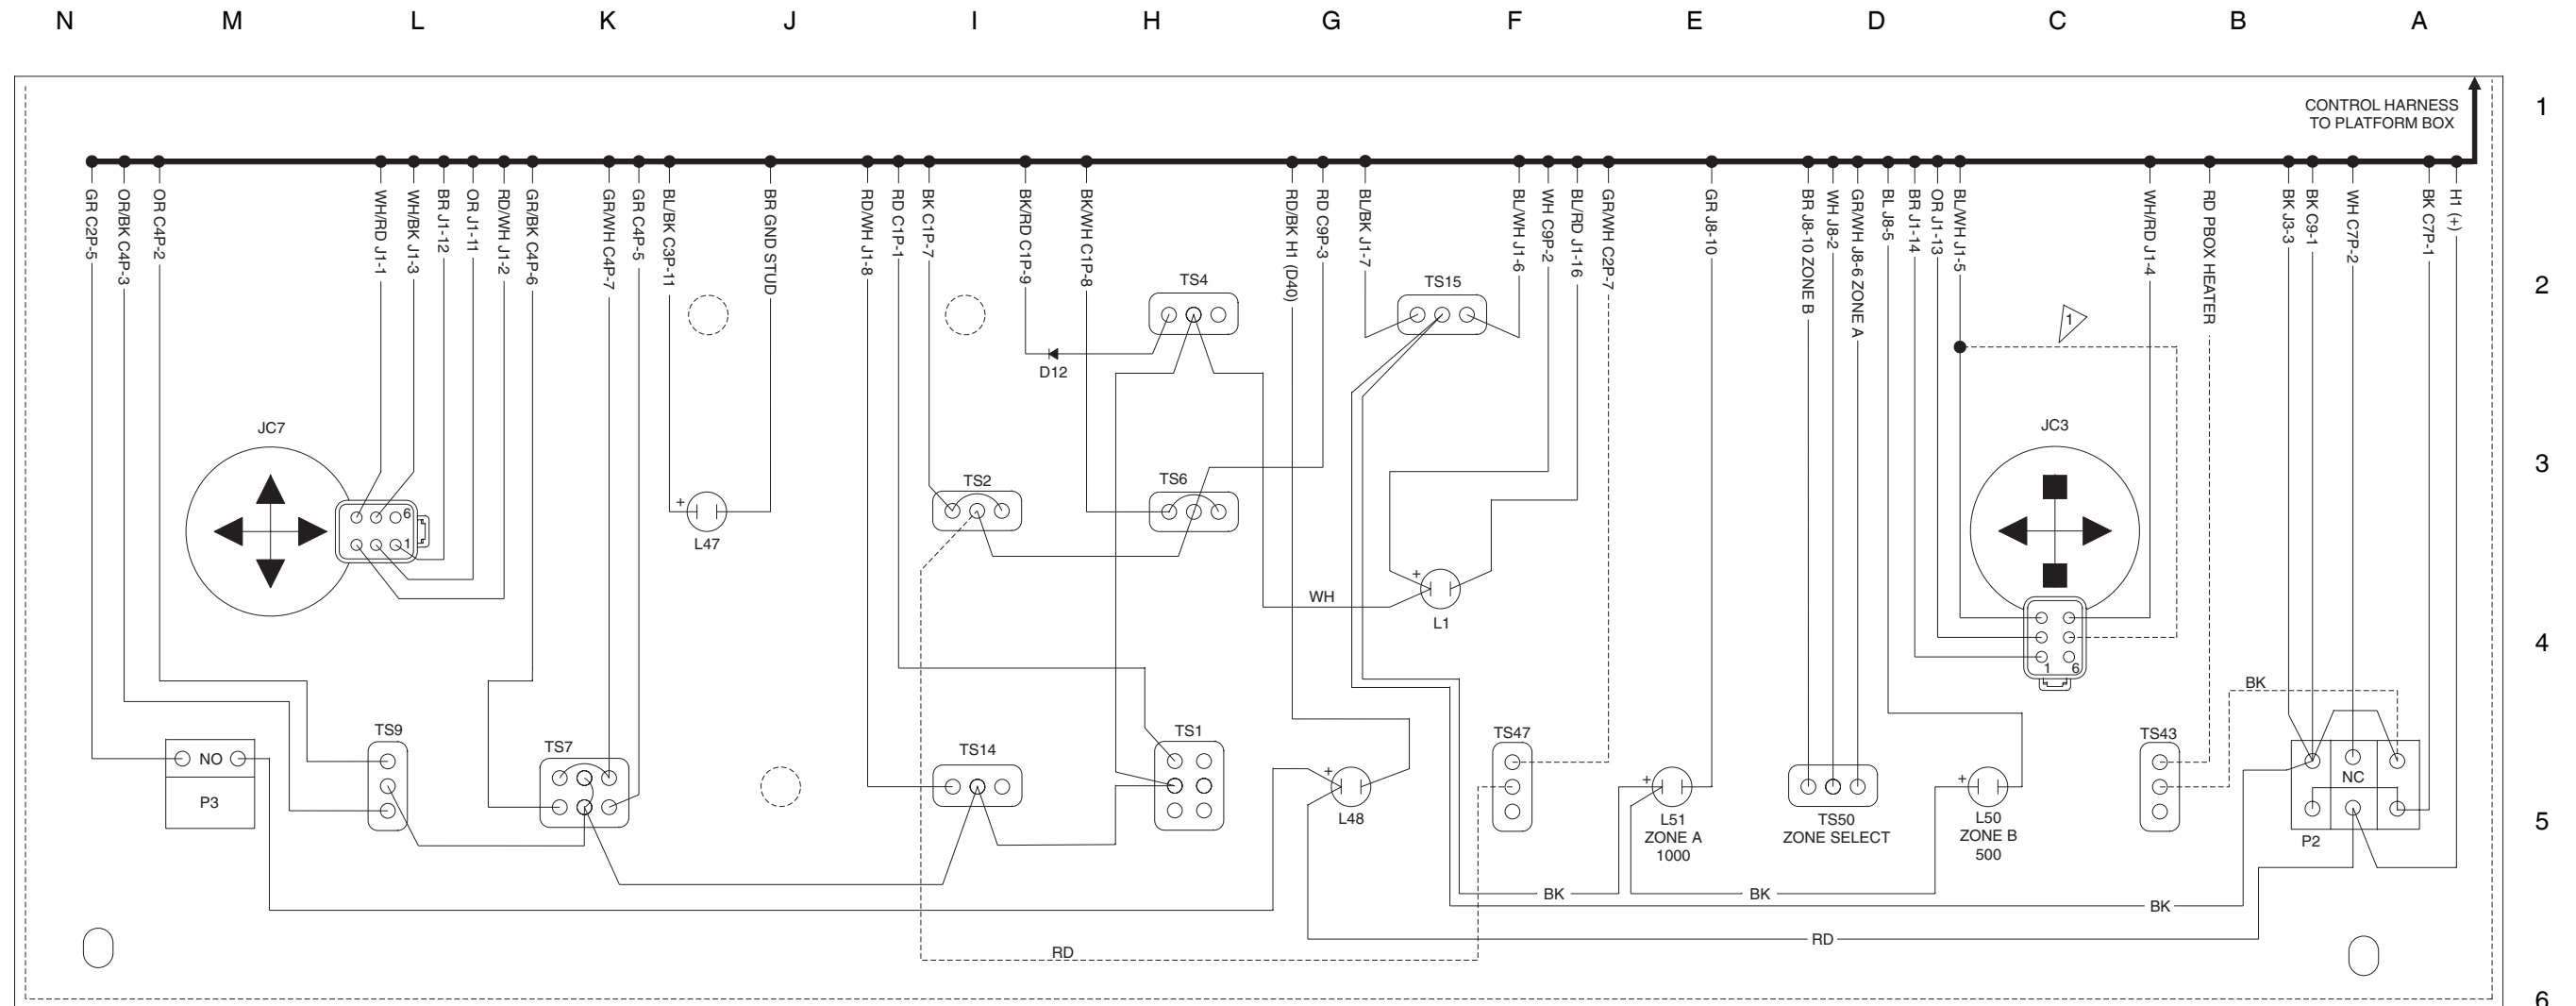 N M L K J I H G F E D C B A
1
CONTROL HARNESS
TO PLATFORM BOX
GR C2P-5
OR/BK C4P-3
OR C4P-2
WH/RD J1-1
WH/BK J1-3
BR J1-12
OR J1-11
RD/WH J1-2
GR/BK C4P-6
GR/WH C4P-7
GR C4P-5
BL/BK C3P-11
BR GND STUD
RD/WH J1-8
RD C1P-1
BK C1P-7
BK/RD C1P-9
BK/WH C1P-8
RD/BK H1 (D40)
RD C9P-3
BL/BK J1-7
BL/WH J1-6
WH C9P-2
BL/RD J1-16
GR/WH C2P-7
GR J8-10
BR J8-10 ZONE B
WH J8-2
GR/WH J8-6 ZONE A
BL J8-5
BR J1-14
OR J1-13
BL/WH J1-5
WH/RD J1-4
RD PBOX HEATER
BK J3-3
BK C9-1
WH C7P-2
BK C7P-1
H1 (+)
2
TS4
TS15
1
D12
JC7
JC3
3
TS2
TS6
+
L47
6
1
+
L1
WH
4
1 6
BK
TS9
TS7
TS14
TS1
TS47
TS43
NO
P3
+
L48
+
L51
ZONE A
1000
TS50
ZONE SELECT
+
L50
ZONE B
500
NC
P2
5
BK
BK
BK
RD
RD
6